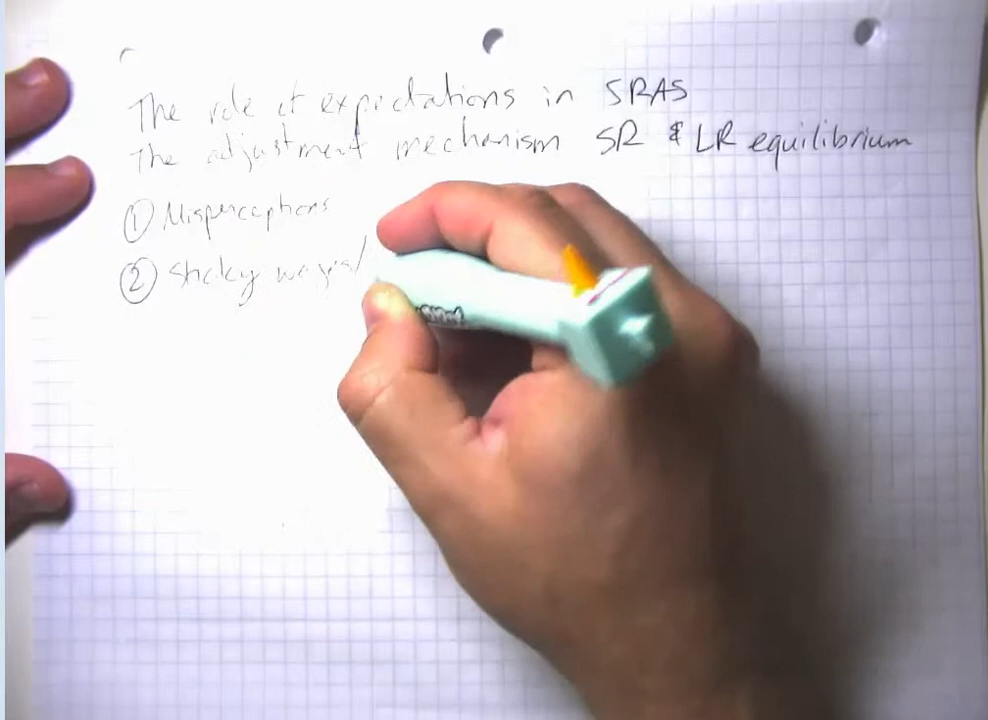 The role of expectations in SRAS
The adjustment mechanism SR & LR equilibrium
① Misperceptions
② Sticky wages/